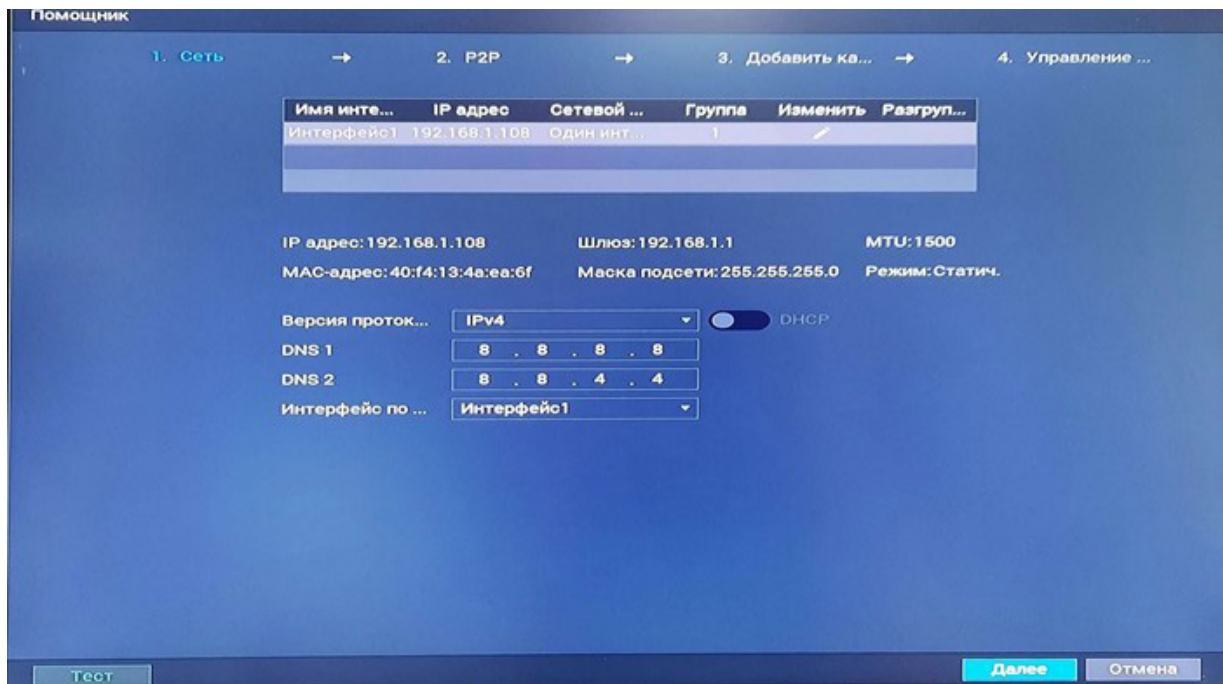 Помощник
1. Сеть → 2. P2P → 3. Добавить ка... → 4. Управление ...
Имя инте... IP адрес Сетевой ... Группа Изменить Разгруп...
Интерфейс1 192.168.1.108 Один инт... 1
IP адрес:192.168.1.108 Шлюз:192.168.1.1 MTU:1500
MAC-адрес:40:f4:13:4a:ea:6f Маска подсети:255.255.255.0 Режим:Статич.
Версия проток... IPv4 DHCP
DNS 1 8 . 8 . 8 . 8
DNS 2 8 . 8 . 4 . 4
Интерфейс по ... Интерфейс1
Тест Далее Отмена